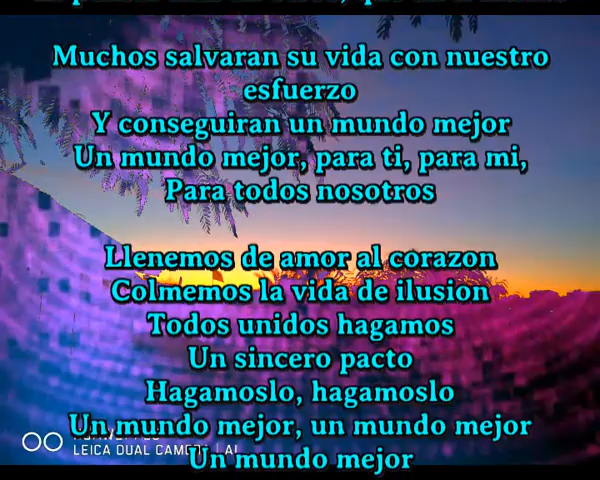 Muchos salvaran su vida con nuestro
esfuerzo
Y conseguiran un mundo mejor
Un mundo mejor, para ti, para mi,
Para todos nosotros
Llenemos de amor al corazon
Colmemos la vida de ilusion
Todos unidos hagamos
Un sincero pacto
Hagamoslo, hagamoslo
Un mundo mejor, un mundo mejor
LEICA DUAL CAMERA | AI
Un mundo mejor